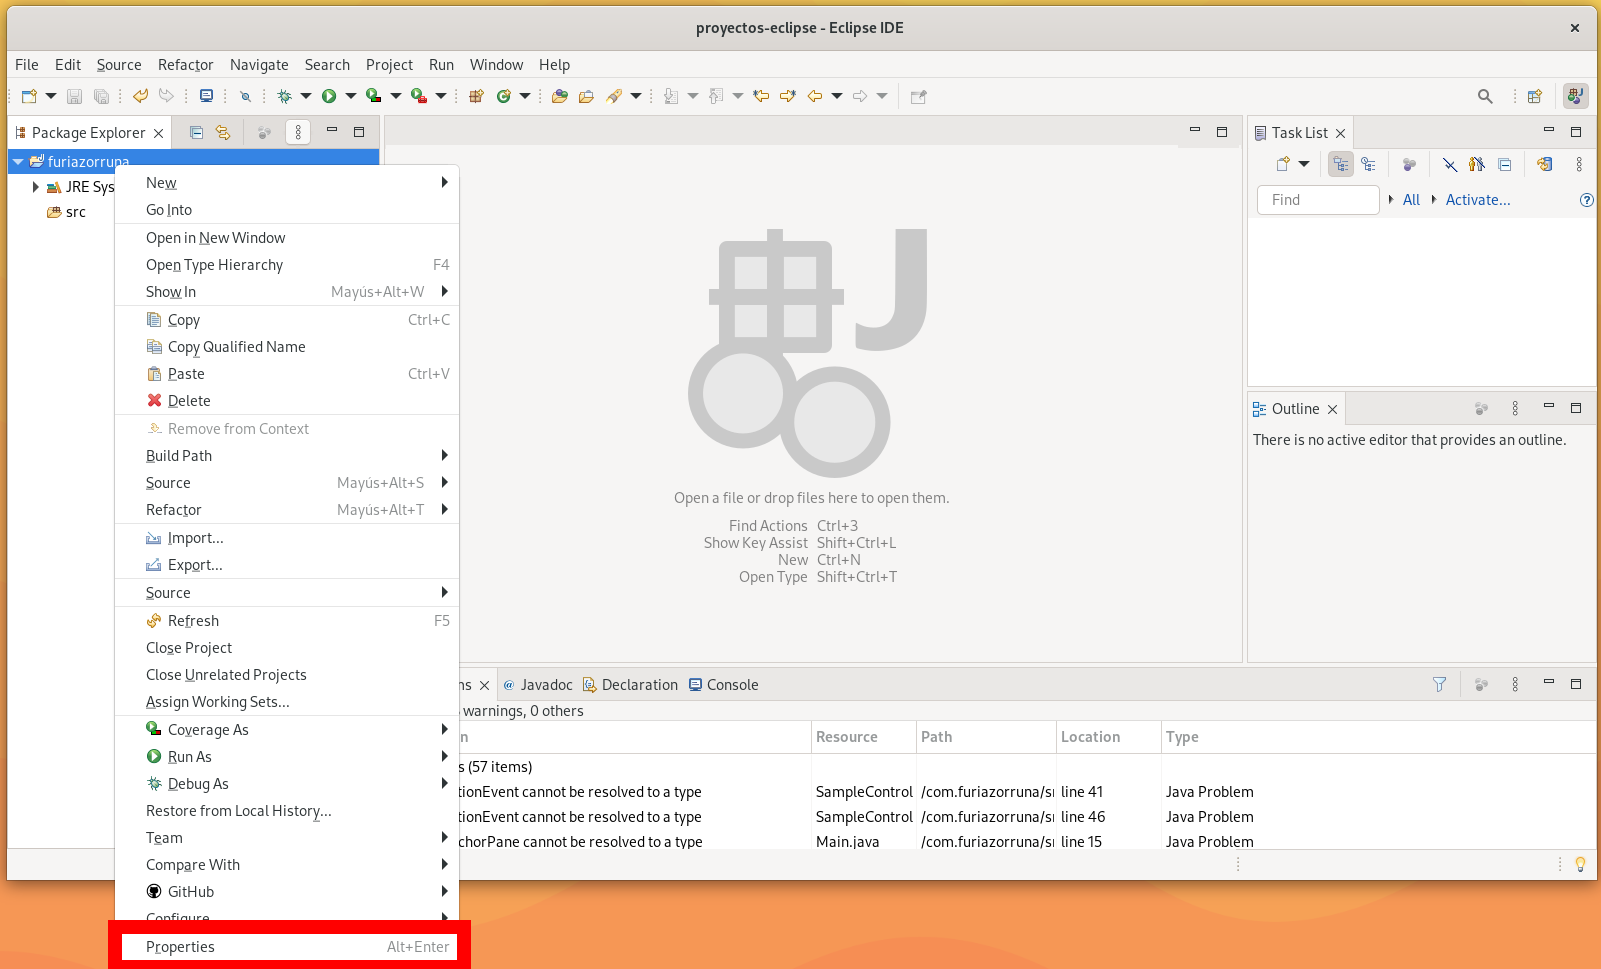 proyectos-eclipse - Eclipse IDE
File Edit Source Refactor Navigate Search Project Run Window Help
Package Explorer
furiazorruna
JRE Sys
src
New
Go Into
Open in New Window
Open Type Hierarchy F4
Show In Mayús+Alt+W
Copy Ctrl+C
Copy Qualified Name
Paste Ctrl+V
Delete
Remove from Context
Build Path
Source Mayús+Alt+S
Refactor Mayús+Alt+T
Import...
Export...
Source
Refresh F5
Close Project
Close Unrelated Projects
Assign Working Sets...
Coverage As
Run As
Debug As
Restore from Local History...
Team
Compare With
GitHub
Configure
Properties Alt+Enter
J
Open a file or drop files here to open them.
Find Actions Ctrl+3
Show Key Assist Shift+Ctrl+L
New Ctrl+N
Open Type Shift+Ctrl+T
Task List
Find All Activate...
Outline
There is no active editor that provides an outline.
ns @ Javadoc Declaration Console
warnings, 0 others
n Resource Path Location Type
s (57 items)
tionEvent cannot be resolved to a type SampleControl /com.furiazorruna/sr line 41 Java Problem
tionEvent cannot be resolved to a type SampleControl /com.furiazorruna/sr line 46 Java Problem
chorPane cannot be resolved to a type Main.java /com.furiazorruna/sr line 15 Java Problem